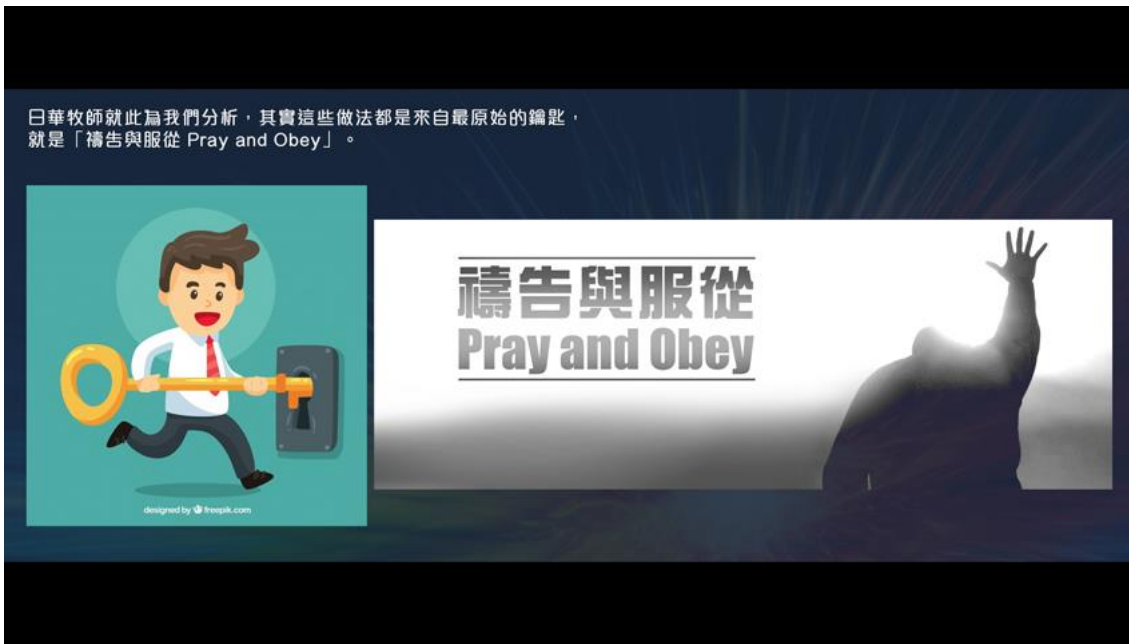 日華牧師就此為我們分析，其實這些做法都是來自最原始的鑰匙，
就是「禱告與服從 Pray and Obey」。
禱告與服從
Pray and Obey
designed by freepik.com